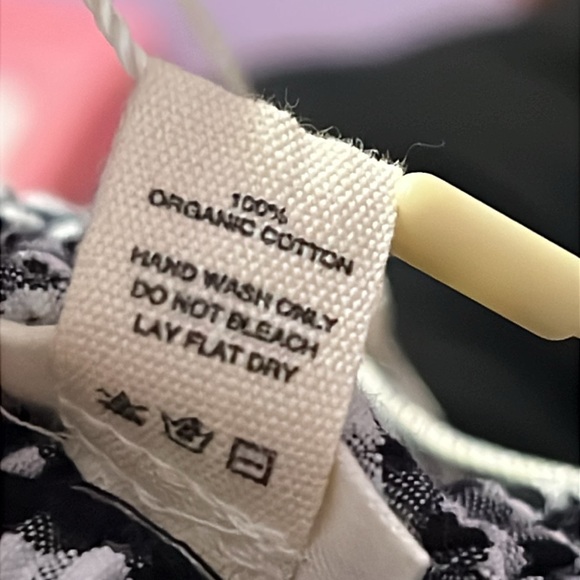 100%
ORGANIC COTTON
HAND WASH ONLY
DO NOT BLEACH
LAY FLAT DRY